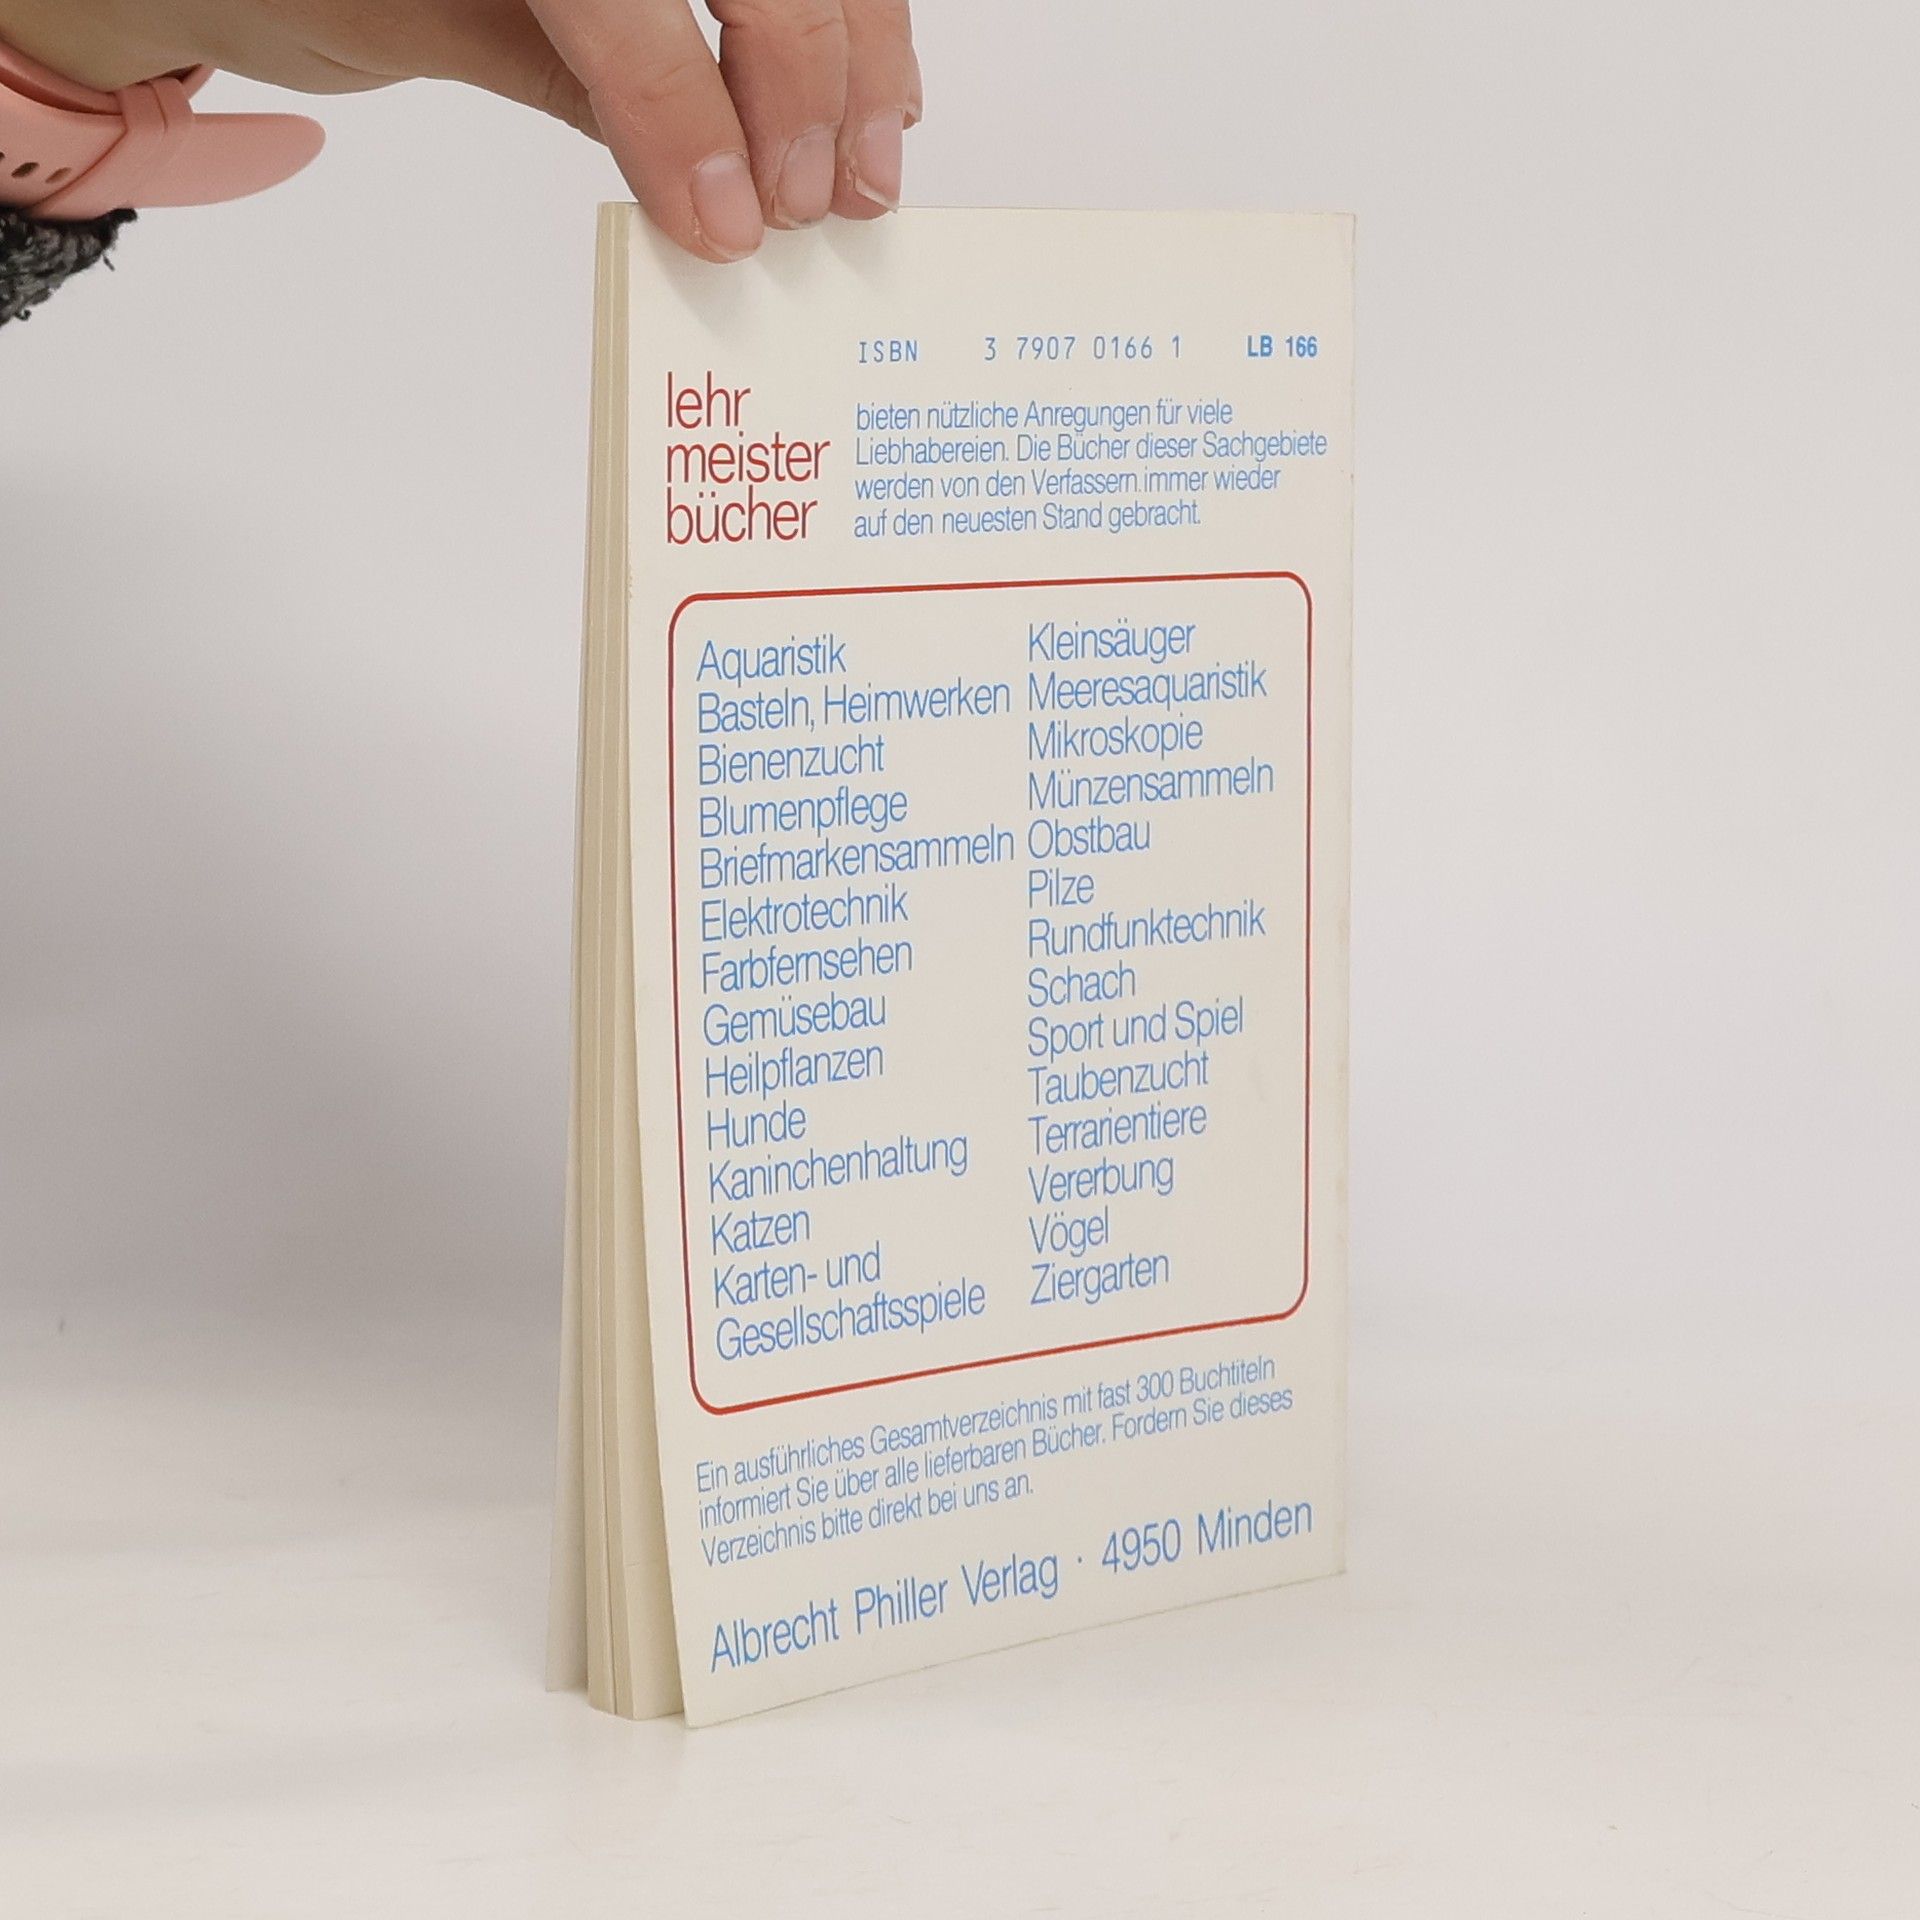 ISBN 3 7907 0166 1 LB 166
lehr
meister
bücher
bieten nützliche Anregungen für viele
Liebhabereien. Die Bücher dieser Sachgebiete
werden von den Verfassern immer wieder
auf den neuesten Stand gebracht.
Aquaristik
Basteln, Heimwerken
Bienenzucht
Blumenpflege
Briefmarkensammeln
Elektrotechnik
Farbfernsehen
Gemüsebau
Heilpflanzen
Hunde
Kaninchenhaltung
Katzen
Karten- und
Gesellschaftsspiele
Kleinsäuger
Meeresaquaristik
Mikroskopie
Münzensammeln
Obstbau
Pilze
Rundfunktechnik
Schach
Sport und Spiel
Taubenzucht
Terrarientiere
Vererbung
Vögel
Ziergarten
Ein ausführliches Gesamtverzeichnis mit fast 300 Buchtiteln
informiert Sie über alle lieferbaren Bücher. Fordern Sie dieses
Verzeichnis bitte direkt bei uns an.
Albrecht Philler Verlag · 4950 Minden